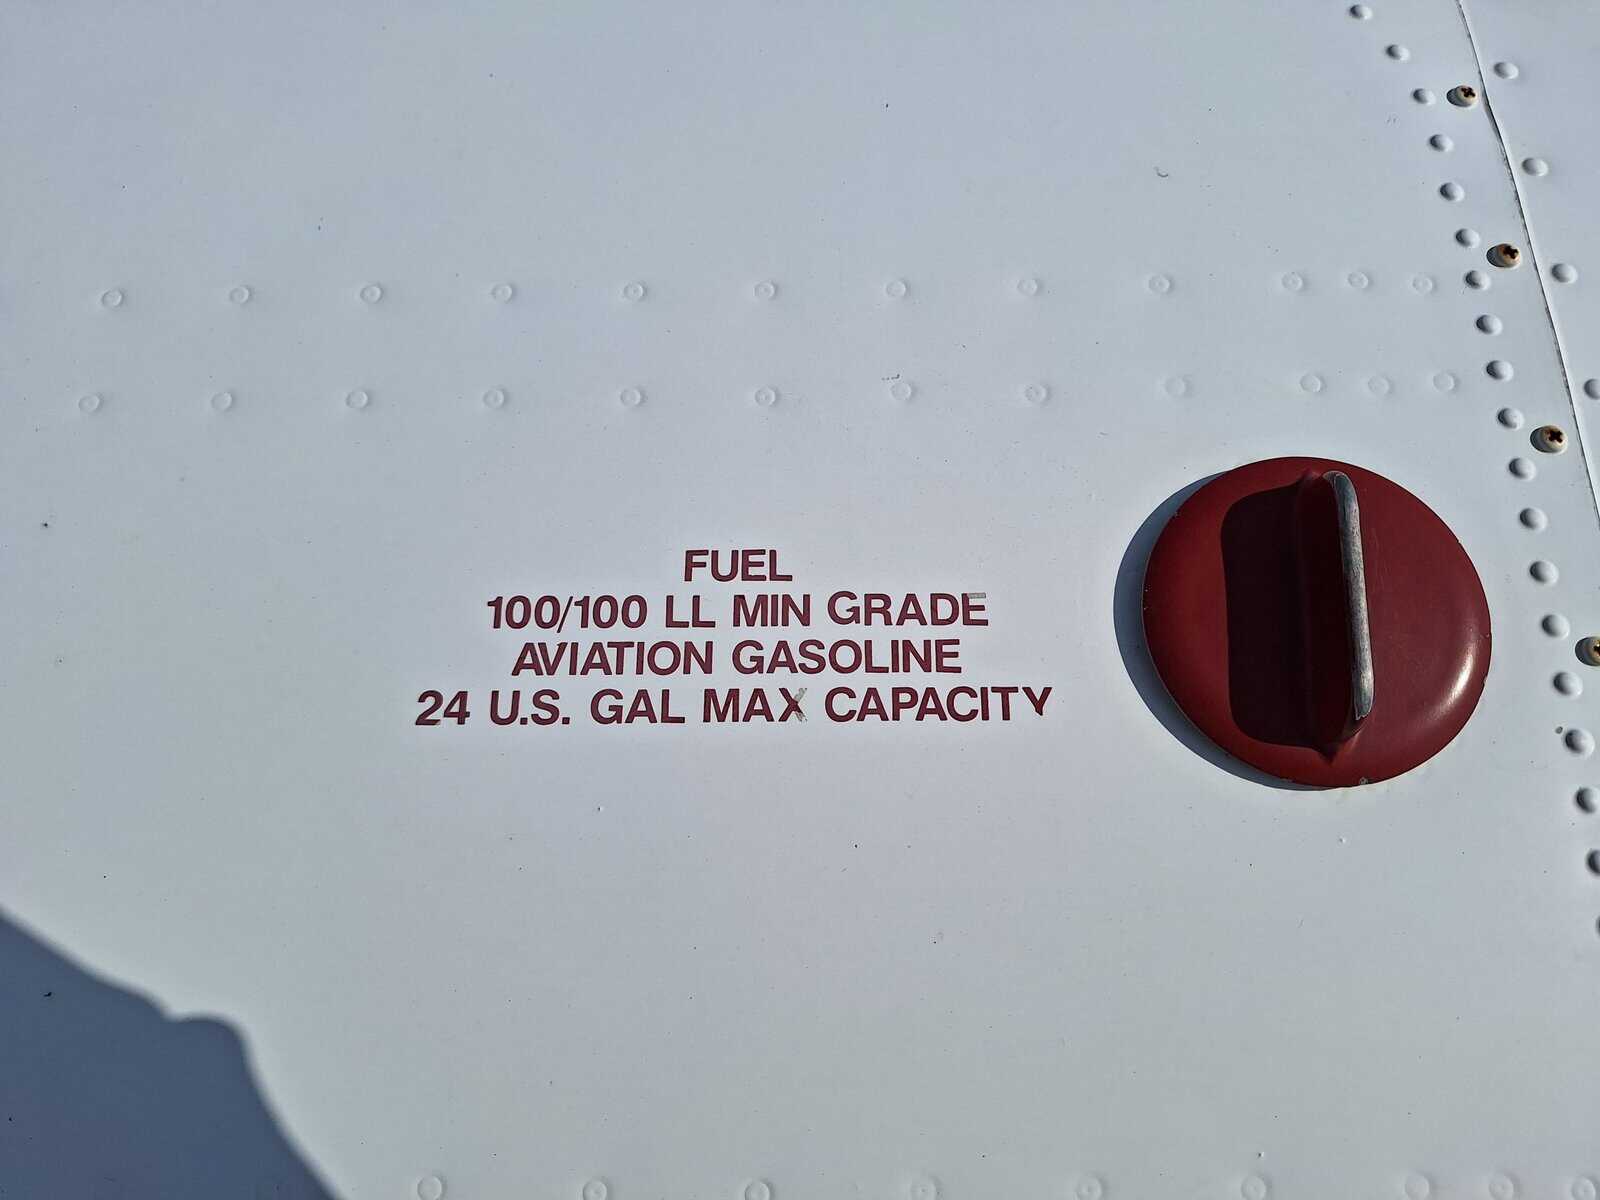 FUEL
100/100 LL MIN GRADE
AVIATION GASOLINE
24 U.S. GAL MAX CAPACITY